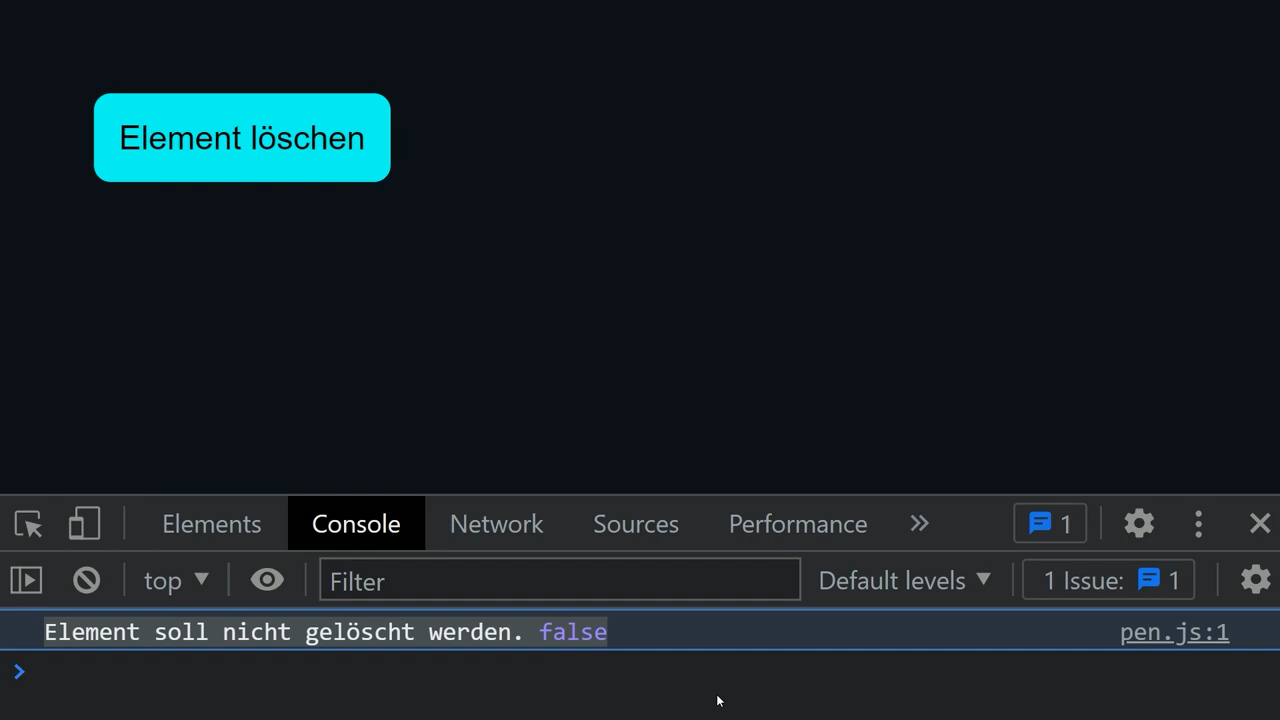 Element löschen
Elements Console Network Sources Performance 1
top Filter Default levels 1 Issue: 1
Element soll nicht gelöscht werden. false pen.js:1